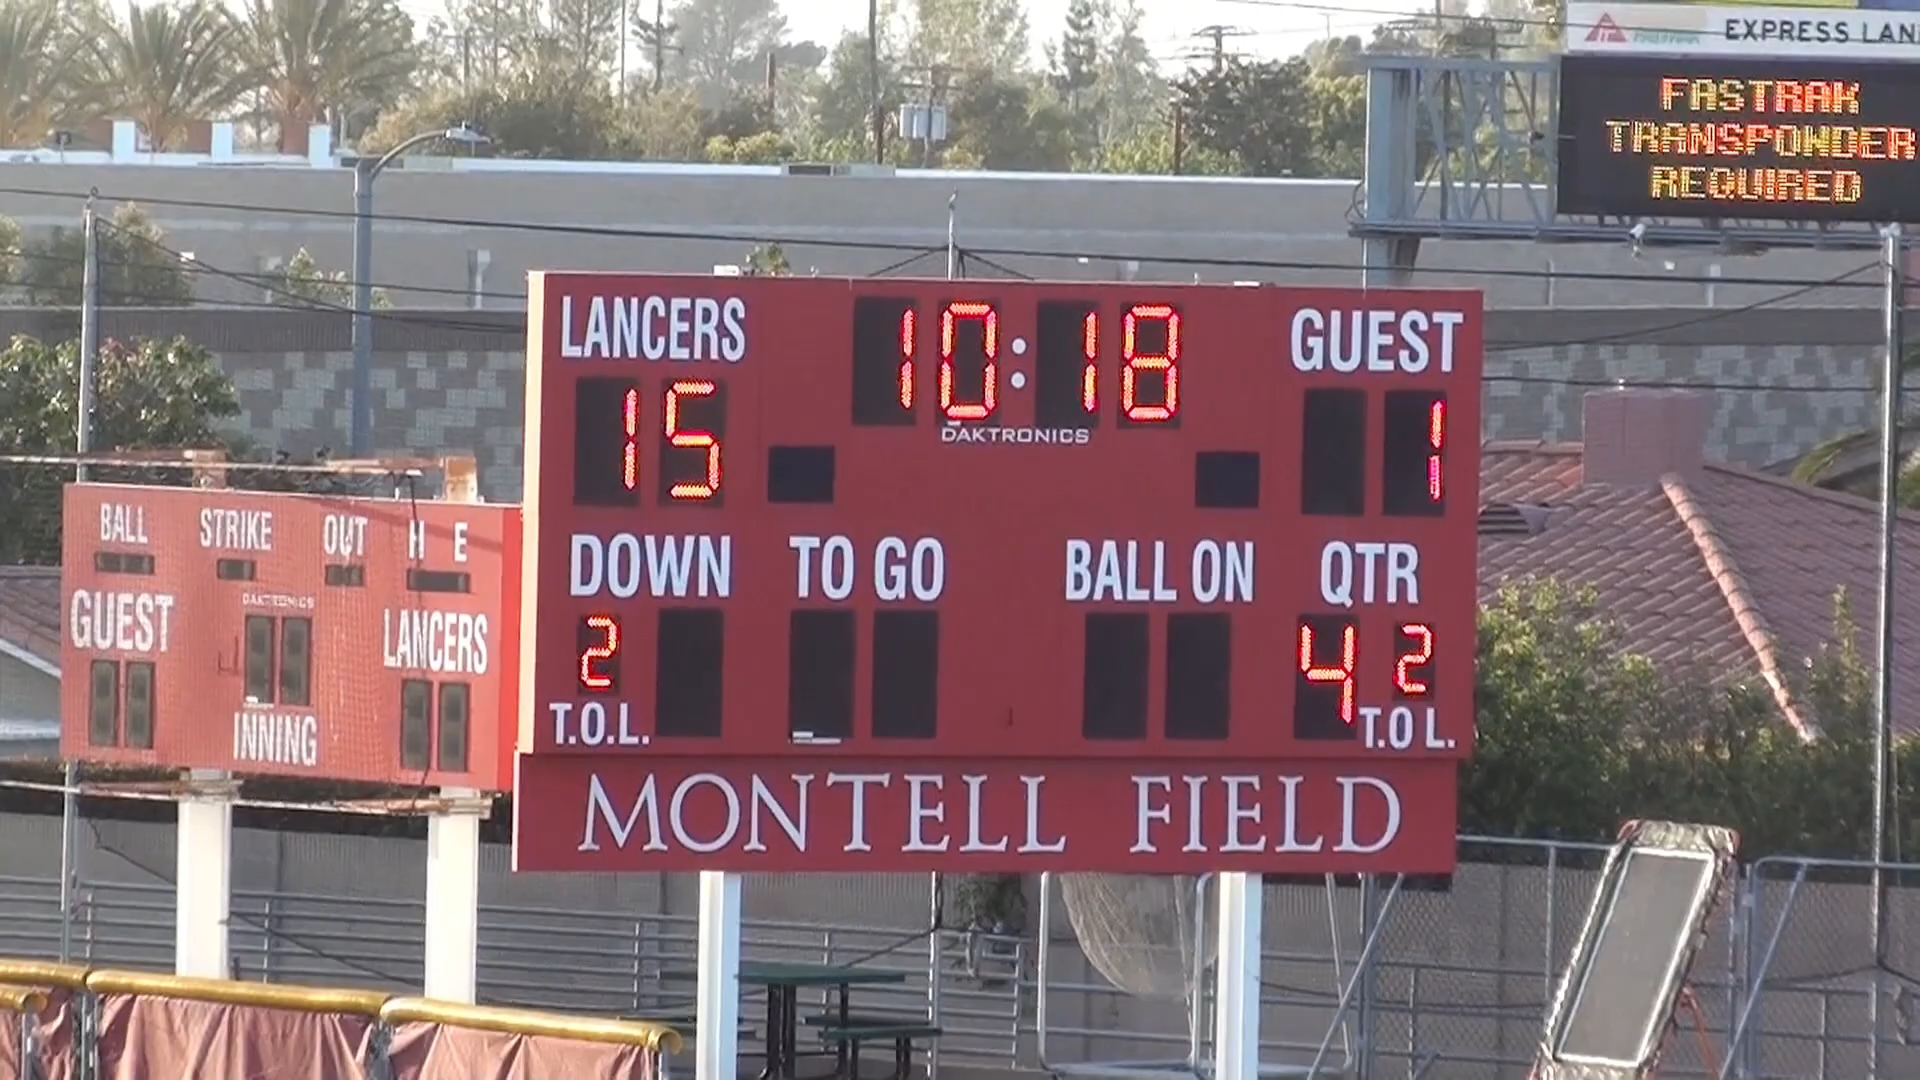 EXPRESS LAN
FASTRAK
TRANSPONDER
REQUIRED
LANCERS 10:18 GUEST
15 1
DAKTRONICS
DOWN TO GO BALL ON QTR
2 4 2
T.O.L. T.O.L.
MONTELL FIELD
BALL STRIKE OUT H E
DAKTRONICS
GUEST LANCERS
INNING